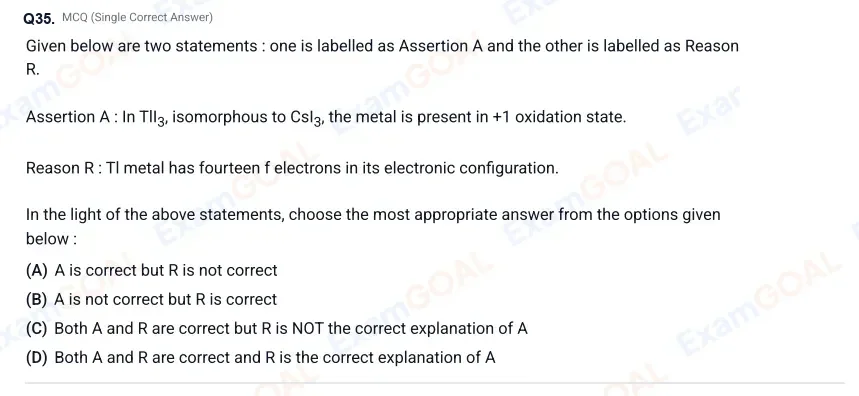 Q35. MCQ (Single Correct Answer)
Given below are two statements : one is labelled as Assertion A and the other is labelled as Reason
R.
Assertion A : In TlI₃, isomorphous to CsI₃, the metal is present in +1 oxidation state.
Reason R : Tl metal has fourteen f electrons in its electronic configuration.
In the light of the above statements, choose the most appropriate answer from the options given
below :
(A) A is correct but R is not correct
(B) A is not correct but R is correct
(C) Both A and R are correct but R is NOT the correct explanation of A
(D) Both A and R are correct and R is the correct explanation of A
ExamGOAL